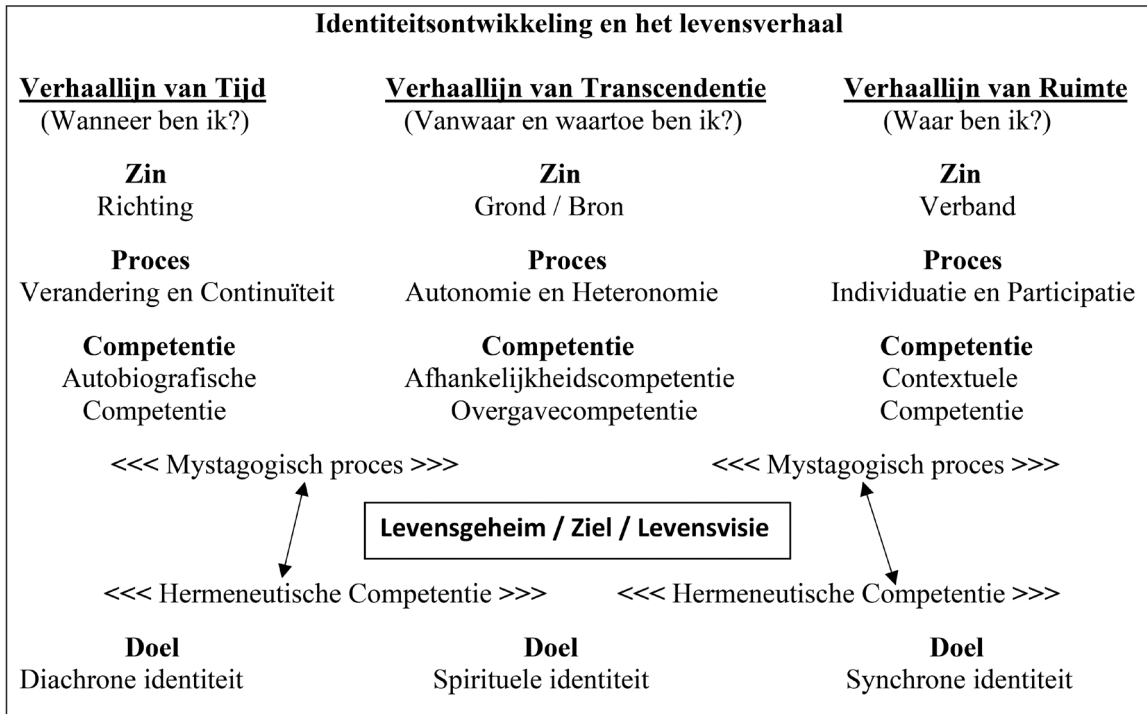 Identiteitsontwikkeling en het levensverhaal
Verhaallijn van Tijd Verhaallijn van Transcendentie Verhaallijn van Ruimte
(Wanneer ben ik?) (Vanwaar en waartoe ben ik?) (Waar ben ik?)
Zin Zin Zin
Richting Grond / Bron Verband
Proces Proces Proces
Verandering en Continuïteit Autonomie en Heteronomie Individuatie en Participatie
Competentie Competentie Competentie
Autobiografische Afhankelijkheidscompetentie Contextuele
Competentie Overgavecompetentie Competentie
<<< Mystagogisch proces >>> <<< Mystagogisch proces >>>
Levensgeheim / Ziel / Levensvisie
<<< Hermeneutische Competentie >>> <<< Hermeneutische Competentie >>>
Doel Doel Doel
Diachrone identiteit Spirituele identiteit Synchrone identiteit